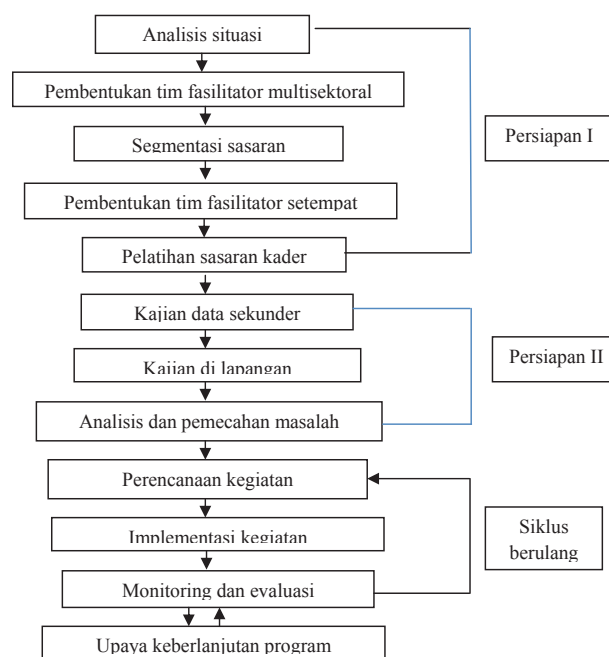 Analisis situasi
Pembentukan tim fasilitator multisektoral
Persiapan I
Segmentasi sasaran
Pembentukan tim fasilitator setempat
Pelatihan sasaran kader
Kajian data sekunder
Persiapan II
Kajian di lapangan
Analisis dan pemecahan masalah
Perencanaan kegiatan
Siklus
berulang
Implementasi kegiatan
Monitoring dan evaluasi
Upaya keberlanjutan program